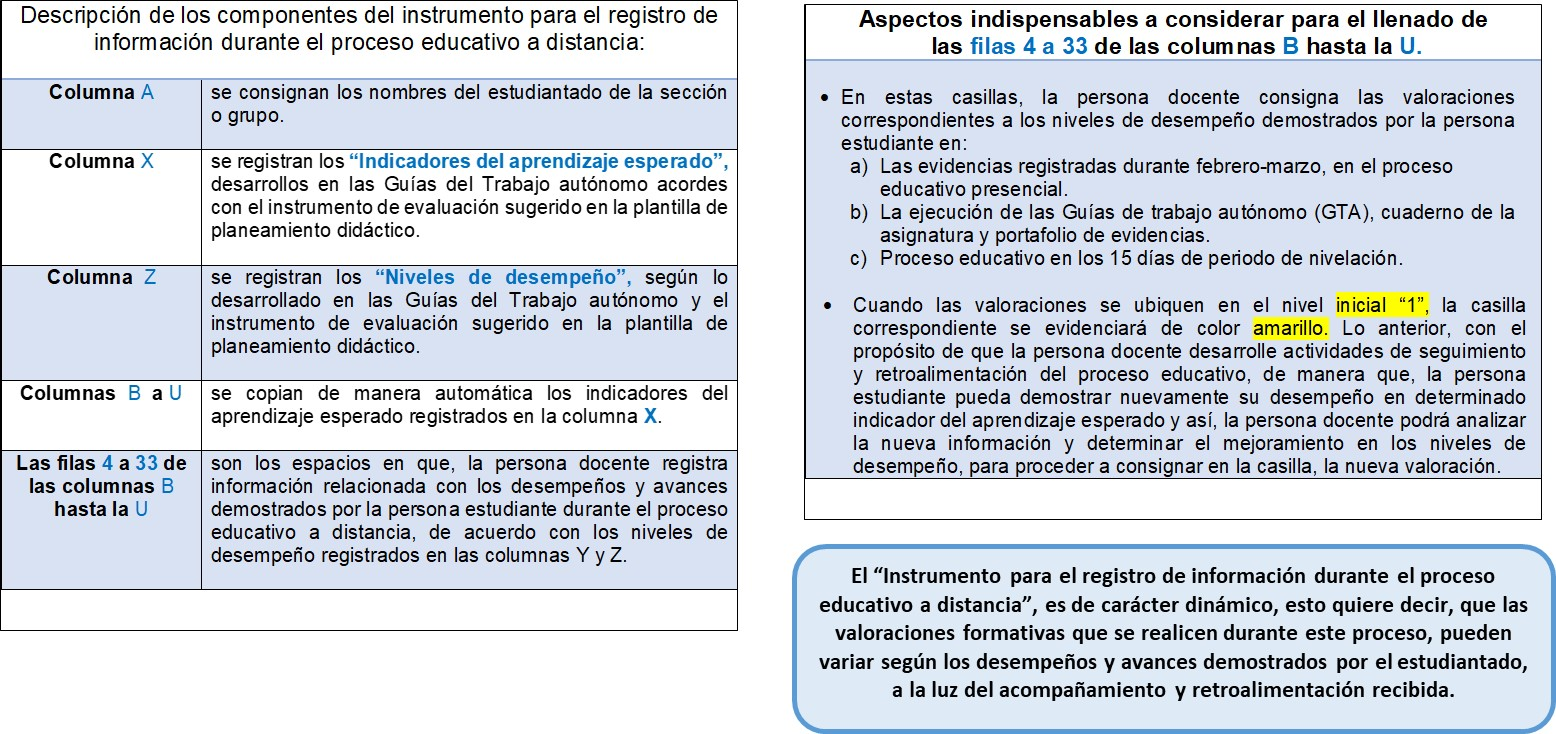 Descripción de los componentes del instrumento para el registro de
información durante el proceso educativo a distancia:
Columna A
se consignan los nombres del estudiantado de la sección
o grupo.
Columna X
se registran los “Indicadores del aprendizaje esperado”,
desarrollos en las Guías del Trabajo autónomo acordes
con el instrumento de evaluación sugerido en la plantilla de
planeamiento didáctico.
Columna Z
se registran los “Niveles de desempeño”, según lo
desarrollado en las Guías del Trabajo autónomo y el
instrumento de evaluación sugerido en la plantilla de
planeamiento didáctico.
Columnas B a U
se copian de manera automática los indicadores del
aprendizaje esperado registrados en la columna X.
Las filas 4 a 33 de
las columnas B
hasta la U
son los espacios en que, la persona docente registra
información relacionada con los desempeños y avances
demostrados por la persona estudiante durante el proceso
educativo a distancia, de acuerdo con los niveles de
desempeño registrados en las columnas Y y Z.
Aspectos indispensables a considerar para el llenado de
las filas 4 a 33 de las columnas B hasta la U.
• En estas casillas, la persona docente consigna las valoraciones
correspondientes a los niveles de desempeño demostrados por la persona
estudiante en:
a) Las evidencias registradas durante febrero-marzo, en el proceso
educativo presencial.
b) La ejecución de las Guías de trabajo autónomo (GTA), cuaderno de la
asignatura y portafolio de evidencias.
c) Proceso educativo en los 15 días de periodo de nivelación.
• Cuando las valoraciones se ubiquen en el nivel inicial “1”, la casilla
correspondiente se evidenciará de color amarillo. Lo anterior, con el
propósito de que la persona docente desarrolle actividades de seguimiento
y retroalimentación del proceso educativo, de manera que, la persona
estudiante pueda demostrar nuevamente su desempeño en determinado
indicador del aprendizaje esperado y así, la persona docente podrá analizar
la nueva información y determinar el mejoramiento en los niveles de
desempeño, para proceder a consignar en la casilla, la nueva valoración.
El “Instrumento para el registro de información durante el proceso
educativo a distancia”, es de carácter dinámico, esto quiere decir, que las
valoraciones formativas que se realicen durante este proceso, pueden
variar según los desempeños y avances demostrados por el estudiantado,
a la luz del acompañamiento y retroalimentación recibida.